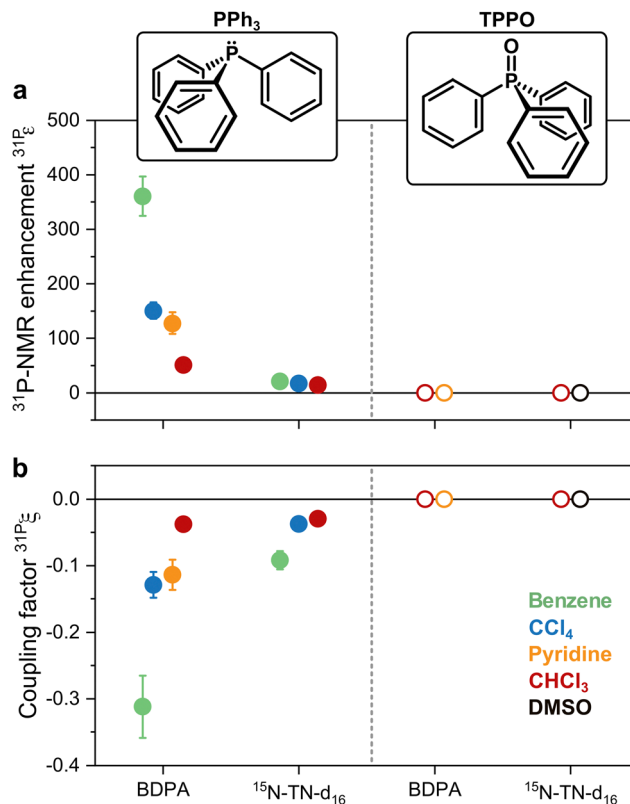 PPh₃
TPPO
P
O
P
a
³¹P-NMR enhancement ³¹ᴾε
500
400
300
200
100
0
b
Coupling factor ³¹ᴾξ
0.0
-0.1
-0.2
-0.3
-0.4
Benzene
CCl₄
Pyridine
CHCl₃
DMSO
BDPA
¹⁵N-TN-d₁₆
BDPA
¹⁵N-TN-d₁₆